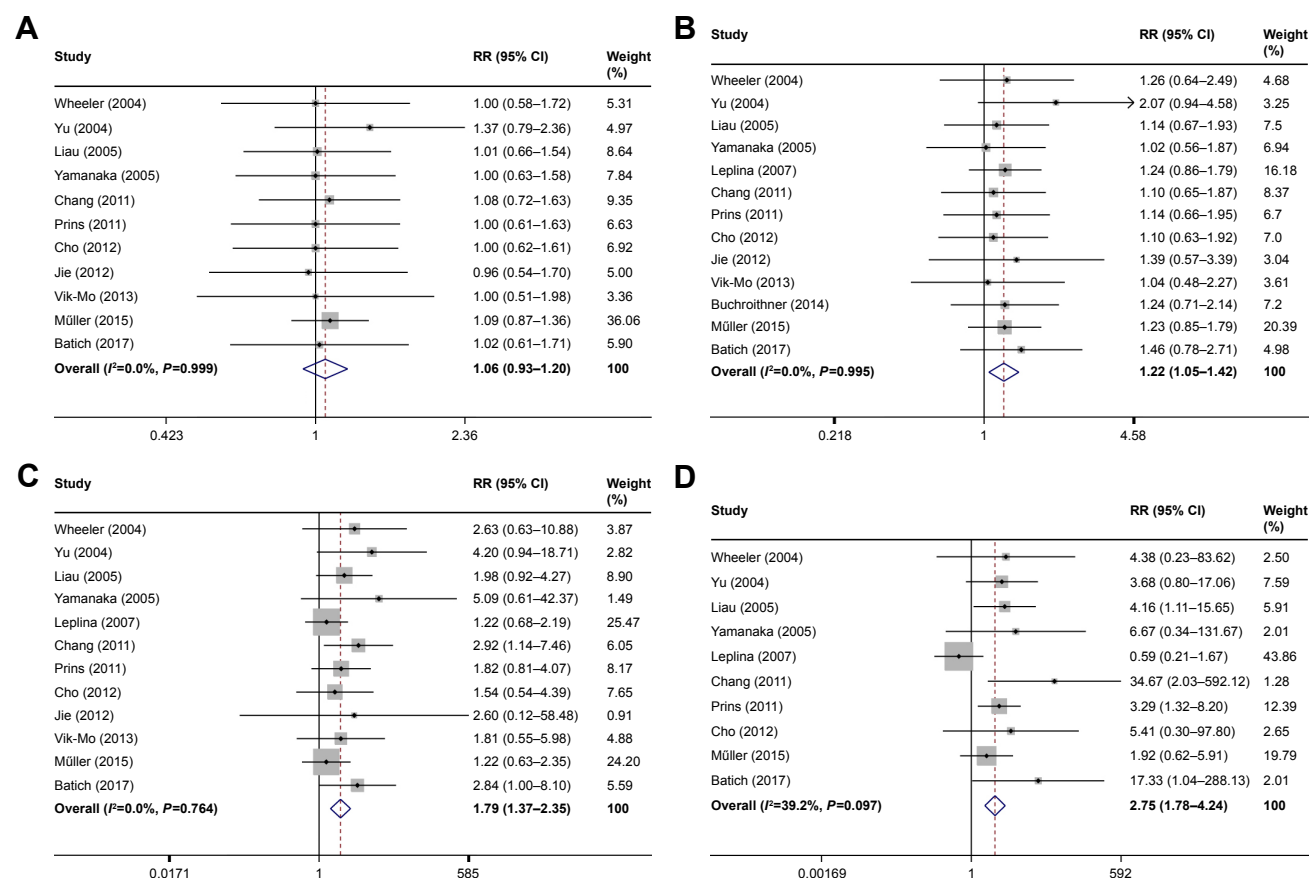 A
Study RR (95% CI) Weight
(%)
Wheeler (2004) 1.00 (0.58–1.72) 5.31
Yu (2004) 1.37 (0.79–2.36) 4.97
Liau (2005) 1.01 (0.66–1.54) 8.64
Yamanaka (2005) 1.00 (0.63–1.58) 7.84
Chang (2011) 1.08 (0.72–1.63) 9.35
Prins (2011) 1.00 (0.61–1.63) 6.63
Cho (2012) 1.00 (0.62–1.61) 6.92
Jie (2012) 0.96 (0.54–1.70) 5.00
Vik-Mo (2013) 1.00 (0.51–1.98) 3.36
Műller (2015) 1.09 (0.87–1.36) 36.06
Batich (2017) 1.02 (0.61–1.71) 5.90
Overall (I²=0.0%, P=0.999) 1.06 (0.93–1.20) 100
0.423 1 2.36
B
Study RR (95% CI) Weight
(%)
Wheeler (2004) 1.26 (0.64–2.49) 4.68
Yu (2004) 2.07 (0.94–4.58) 3.25
Liau (2005) 1.14 (0.67–1.93) 7.5
Yamanaka (2005) 1.02 (0.56–1.87) 6.94
Leplina (2007) 1.24 (0.86–1.79) 16.18
Chang (2011) 1.10 (0.65–1.87) 8.37
Prins (2011) 1.14 (0.66–1.95) 6.7
Cho (2012) 1.10 (0.63–1.92) 7.0
Jie (2012) 1.39 (0.57–3.39) 3.04
Vik-Mo (2013) 1.04 (0.48–2.27) 3.61
Buchroithner (2014) 1.24 (0.71–2.14) 7.2
Műller (2015) 1.23 (0.85–1.79) 20.39
Batich (2017) 1.46 (0.78–2.71) 4.98
Overall (I²=0.0%, P=0.995) 1.22 (1.05–1.42) 100
0.218 1 4.58
C
Study RR (95% CI) Weight
(%)
Wheeler (2004) 2.63 (0.63–10.88) 3.87
Yu (2004) 4.20 (0.94–18.71) 2.82
Liau (2005) 1.98 (0.92–4.27) 8.90
Yamanaka (2005) 5.09 (0.61–42.37) 1.49
Leplina (2007) 1.22 (0.68–2.19) 25.47
Chang (2011) 2.92 (1.14–7.46) 6.05
Prins (2011) 1.82 (0.81–4.07) 8.17
Cho (2012) 1.54 (0.54–4.39) 7.65
Jie (2012) 2.60 (0.12–58.48) 0.91
Vik-Mo (2013) 1.81 (0.55–5.98) 4.88
Műller (2015) 1.22 (0.63–2.35) 24.20
Batich (2017) 2.84 (1.00–8.10) 5.59
Overall (I²=0.0%, P=0.764) 1.79 (1.37–2.35) 100
0.0171 1 585
D
Study RR (95% CI) Weight
(%)
Wheeler (2004) 4.38 (0.23–83.62) 2.50
Yu (2004) 3.68 (0.80–17.06) 7.59
Liau (2005) 4.16 (1.11–15.65) 5.91
Yamanaka (2005) 6.67 (0.34–131.67) 2.01
Leplina (2007) 0.59 (0.21–1.67) 43.86
Chang (2011) 34.67 (2.03–592.12) 1.28
Prins (2011) 3.29 (1.32–8.20) 12.39
Cho (2012) 5.41 (0.30–97.80) 2.65
Műller (2015) 1.92 (0.62–5.91) 19.79
Batich (2017) 17.33 (1.04–288.13) 2.01
Overall (I²=39.2%, P=0.097) 2.75 (1.78–4.24) 100
0.00169 1 592